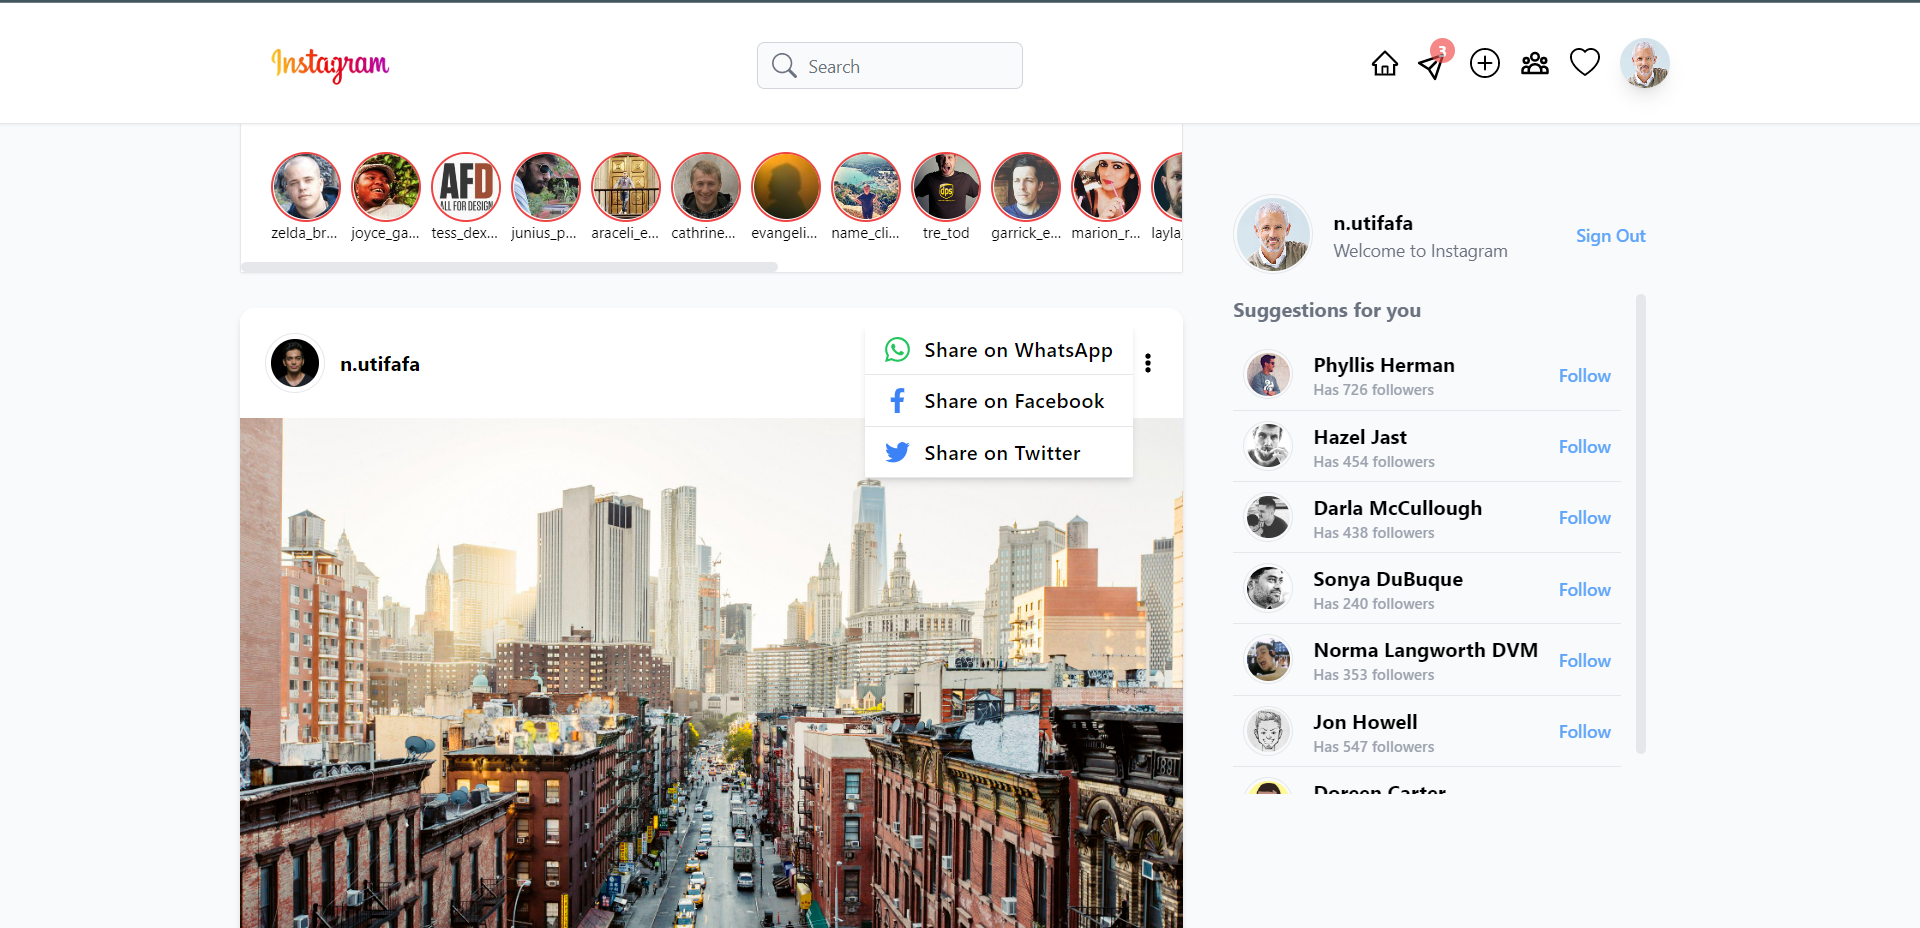 Instagram
Search
3
AFD
ALL FOR DESIGN
dps
zelda_br... joyce_ga... tess_dex... junius_p... araceli_e... cathrine... evangeli... name_cli... tre_tod garrick_e... marion_r... layla_
n.utifafa
Welcome to Instagram
Sign Out
n.utifafa
Share on WhatsApp
Share on Facebook
Share on Twitter
Suggestions for you
Phyllis Herman
Has 726 followers
Follow
Hazel Jast
Has 454 followers
Follow
Darla McCullough
Has 438 followers
Follow
Sonya DuBuque
Has 240 followers
Follow
Norma Langworth DVM
Has 353 followers
Follow
Jon Howell
Has 547 followers
Follow
Doreen Carter